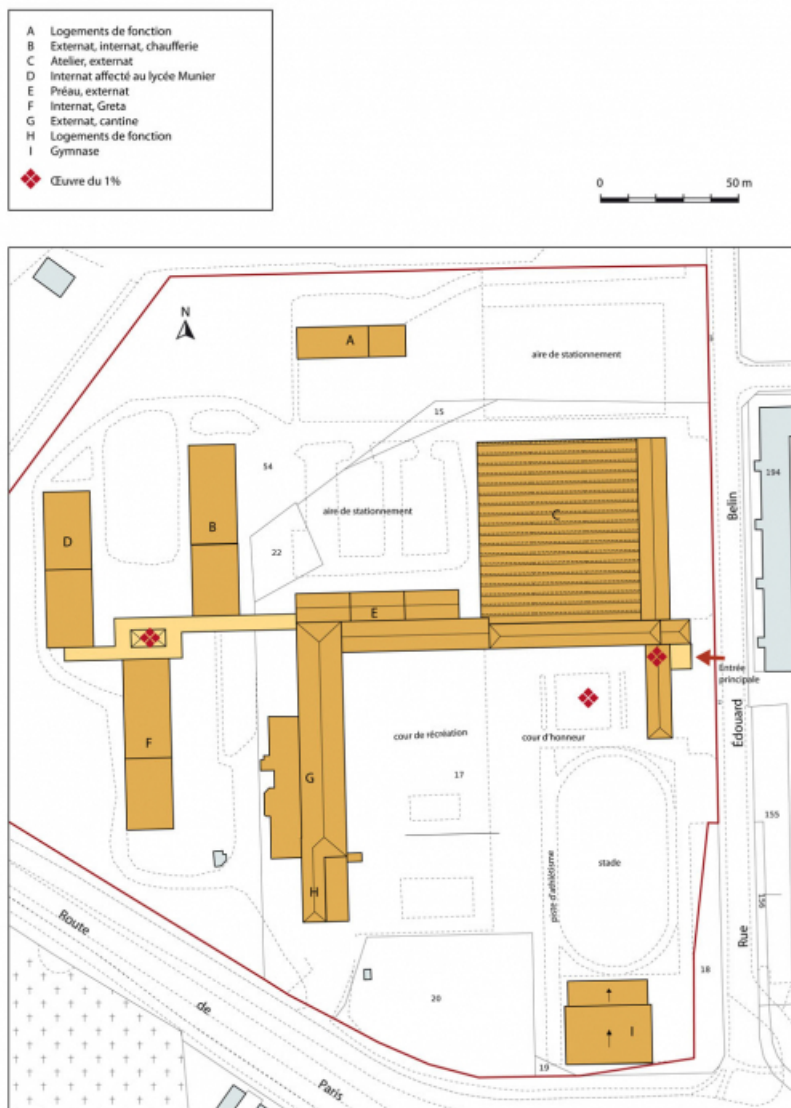 A Logements de fonction
B Externat, internat, chaufferie
C Atelier, externat
D Internat affecté au lycée Munier
E Préau, externat
F Internat, Greta
G Externat, cantine
H Logements de fonction
I Gymnase
Œuvre du 1%
0 50 m
N
A
aire de stationnement
15
54
B
aire de stationnement
C
194
Belin
D
22
E
Entrée
principale
Édouard
cour de récréation
cour d'honneur
F
G
17
155
stade
piste d'athlétisme
H
156
Rue
Route
de
Paris
18
20
I
19